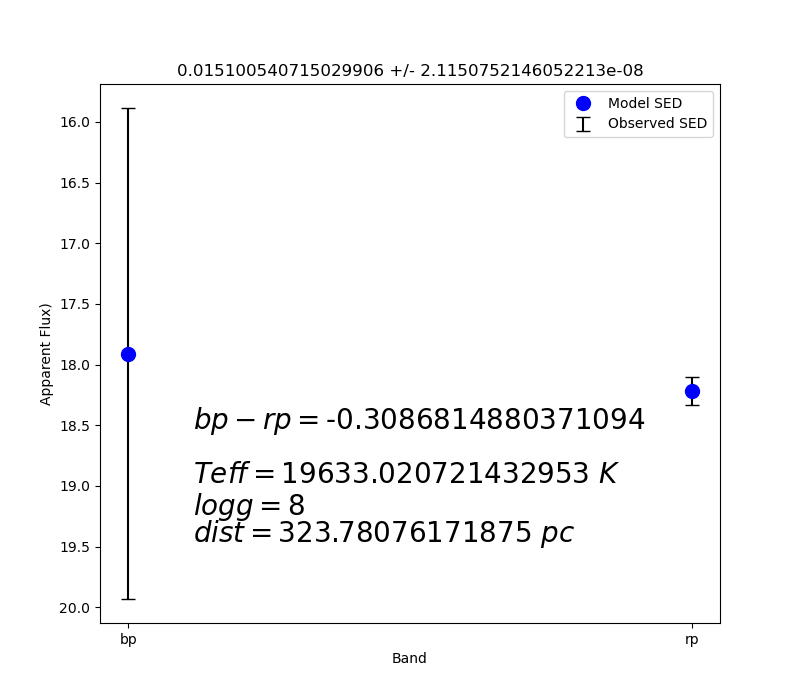 0.015100540715029906 +/- 2.1150752146052213e-08
Model SED
Observed SED
16.0
16.5
17.0
17.5
18.0
18.5
19.0
19.5
20.0
Apparent Flux)
bp − rp = -0.3086814880371094
Teff = 19633.020721432953 K
logg = 8
dist = 323.78076171875 pc
bp
rp
Band